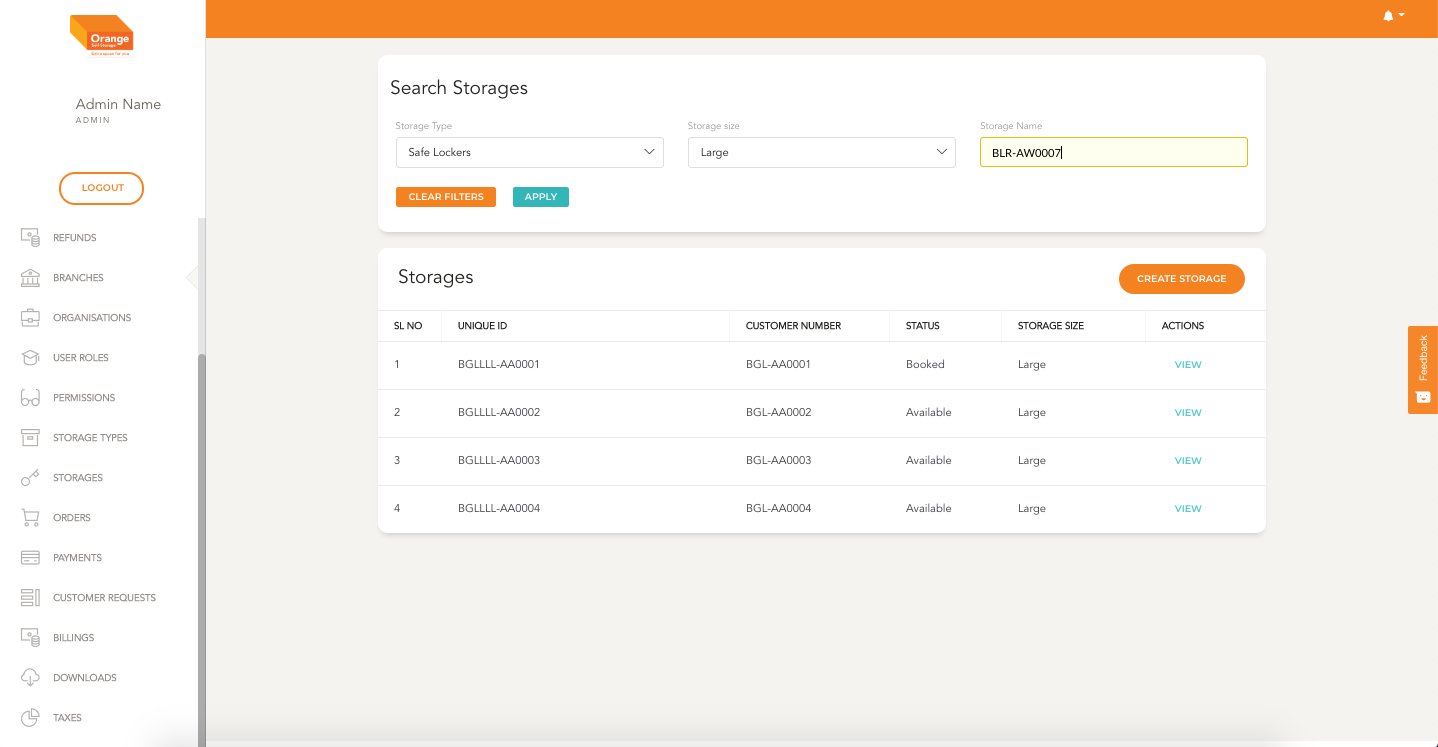 Orange
Self Storage
Admin Name
ADMIN
LOGOUT
REFUNDS
BRANCHES
ORGANISATIONS
USER ROLES
PERMISSIONS
STORAGE TYPES
STORAGES
ORDERS
PAYMENTS
CUSTOMER REQUESTS
BILLINGS
DOWNLOADS
TAXES
Search Storages
Storage Type Storage size Storage Name
Safe Lockers Large BLR-AW0007
CLEAR FILTERS APPLY
Storages CREATE STORAGE
SL NO UNIQUE ID CUSTOMER NUMBER STATUS STORAGE SIZE ACTIONS
1 BGLLLL-AA0001 BGL-AA0001 Booked Large VIEW
2 BGLLLL-AA0002 BGL-AA0002 Available Large VIEW
3 BGLLLL-AA0003 BGL-AA0003 Available Large VIEW
4 BGLLLL-AA0004 BGL-AA0004 Available Large VIEW
Feedback